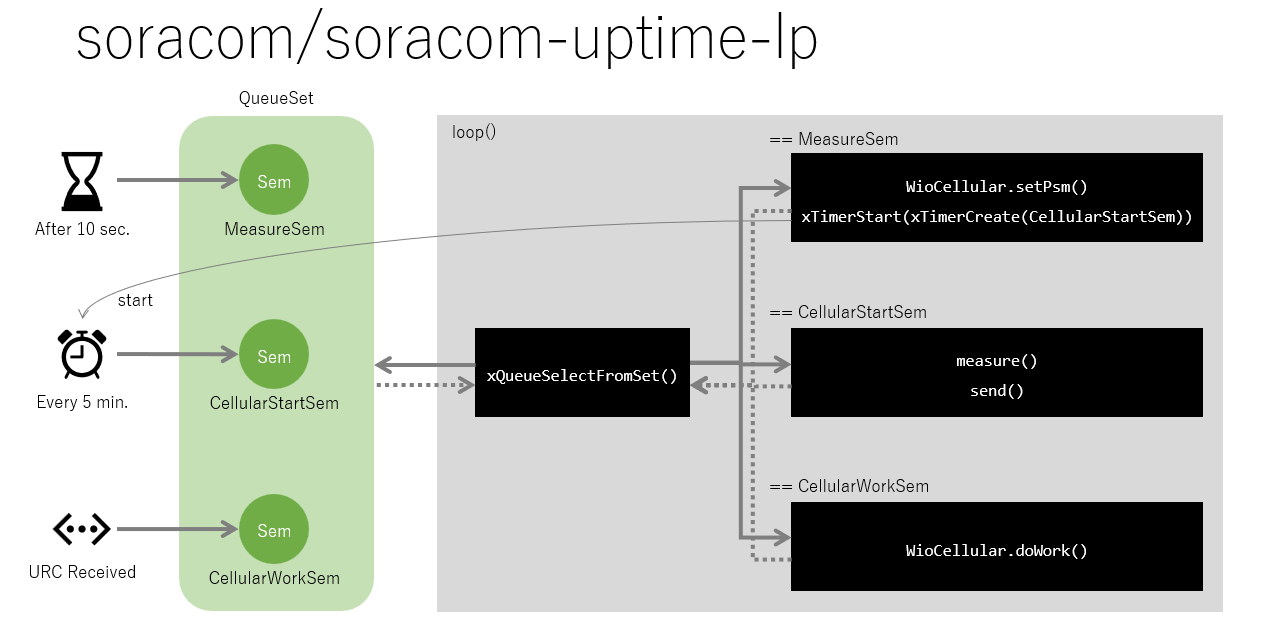 soracom/soracom-uptime-lp
QueueSet
After 10 sec.
Sem
MeasureSem
start
Every 5 min.
Sem
CellularStartSem
URC Received
Sem
CellularWorkSem
loop()
xQueueSelectFromSet()
== MeasureSem
WioCellular.setPsm()
xTimerStart(xTimerCreate(CellularStartSem))
== CellularStartSem
measure()
send()
== CellularWorkSem
WioCellular.doWork()